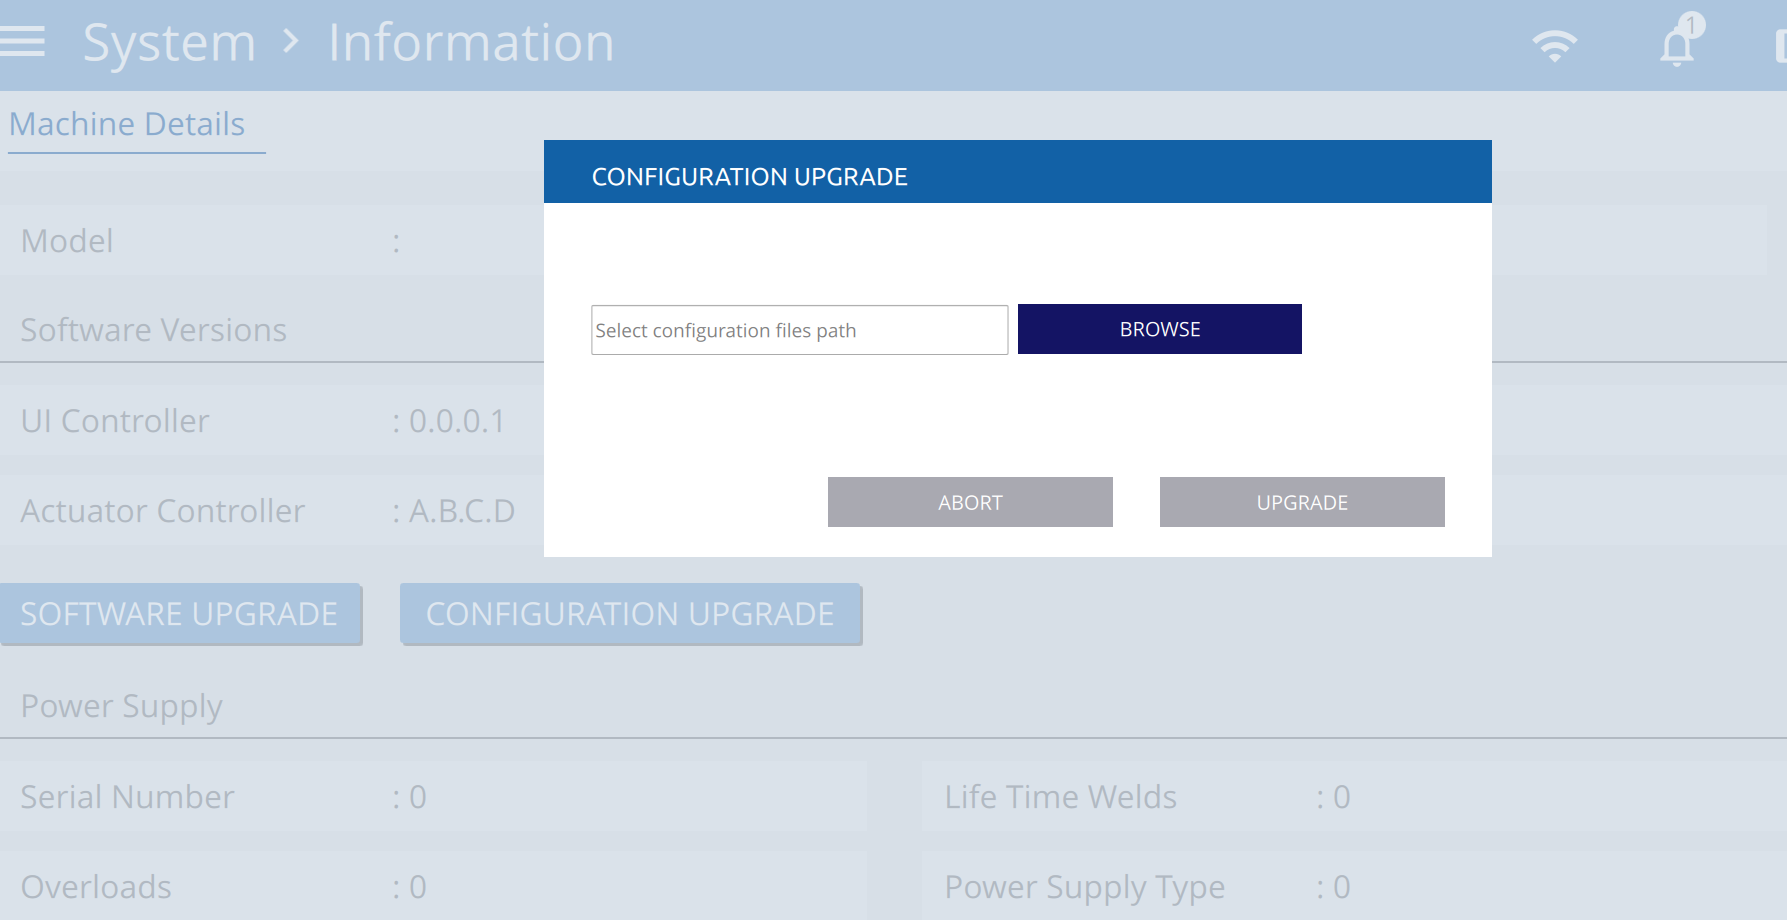 System > Information
1
Machine Details
CONFIGURATION UPGRADE
Model :
Select configuration files path
BROWSE
Software Versions
UI Controller : 0.0.0.1
Actuator Controller : A.B.C.D
ABORT
UPGRADE
SOFTWARE UPGRADE
CONFIGURATION UPGRADE
Power Supply
Serial Number : 0
Life Time Welds : 0
Overloads : 0
Power Supply Type : 0